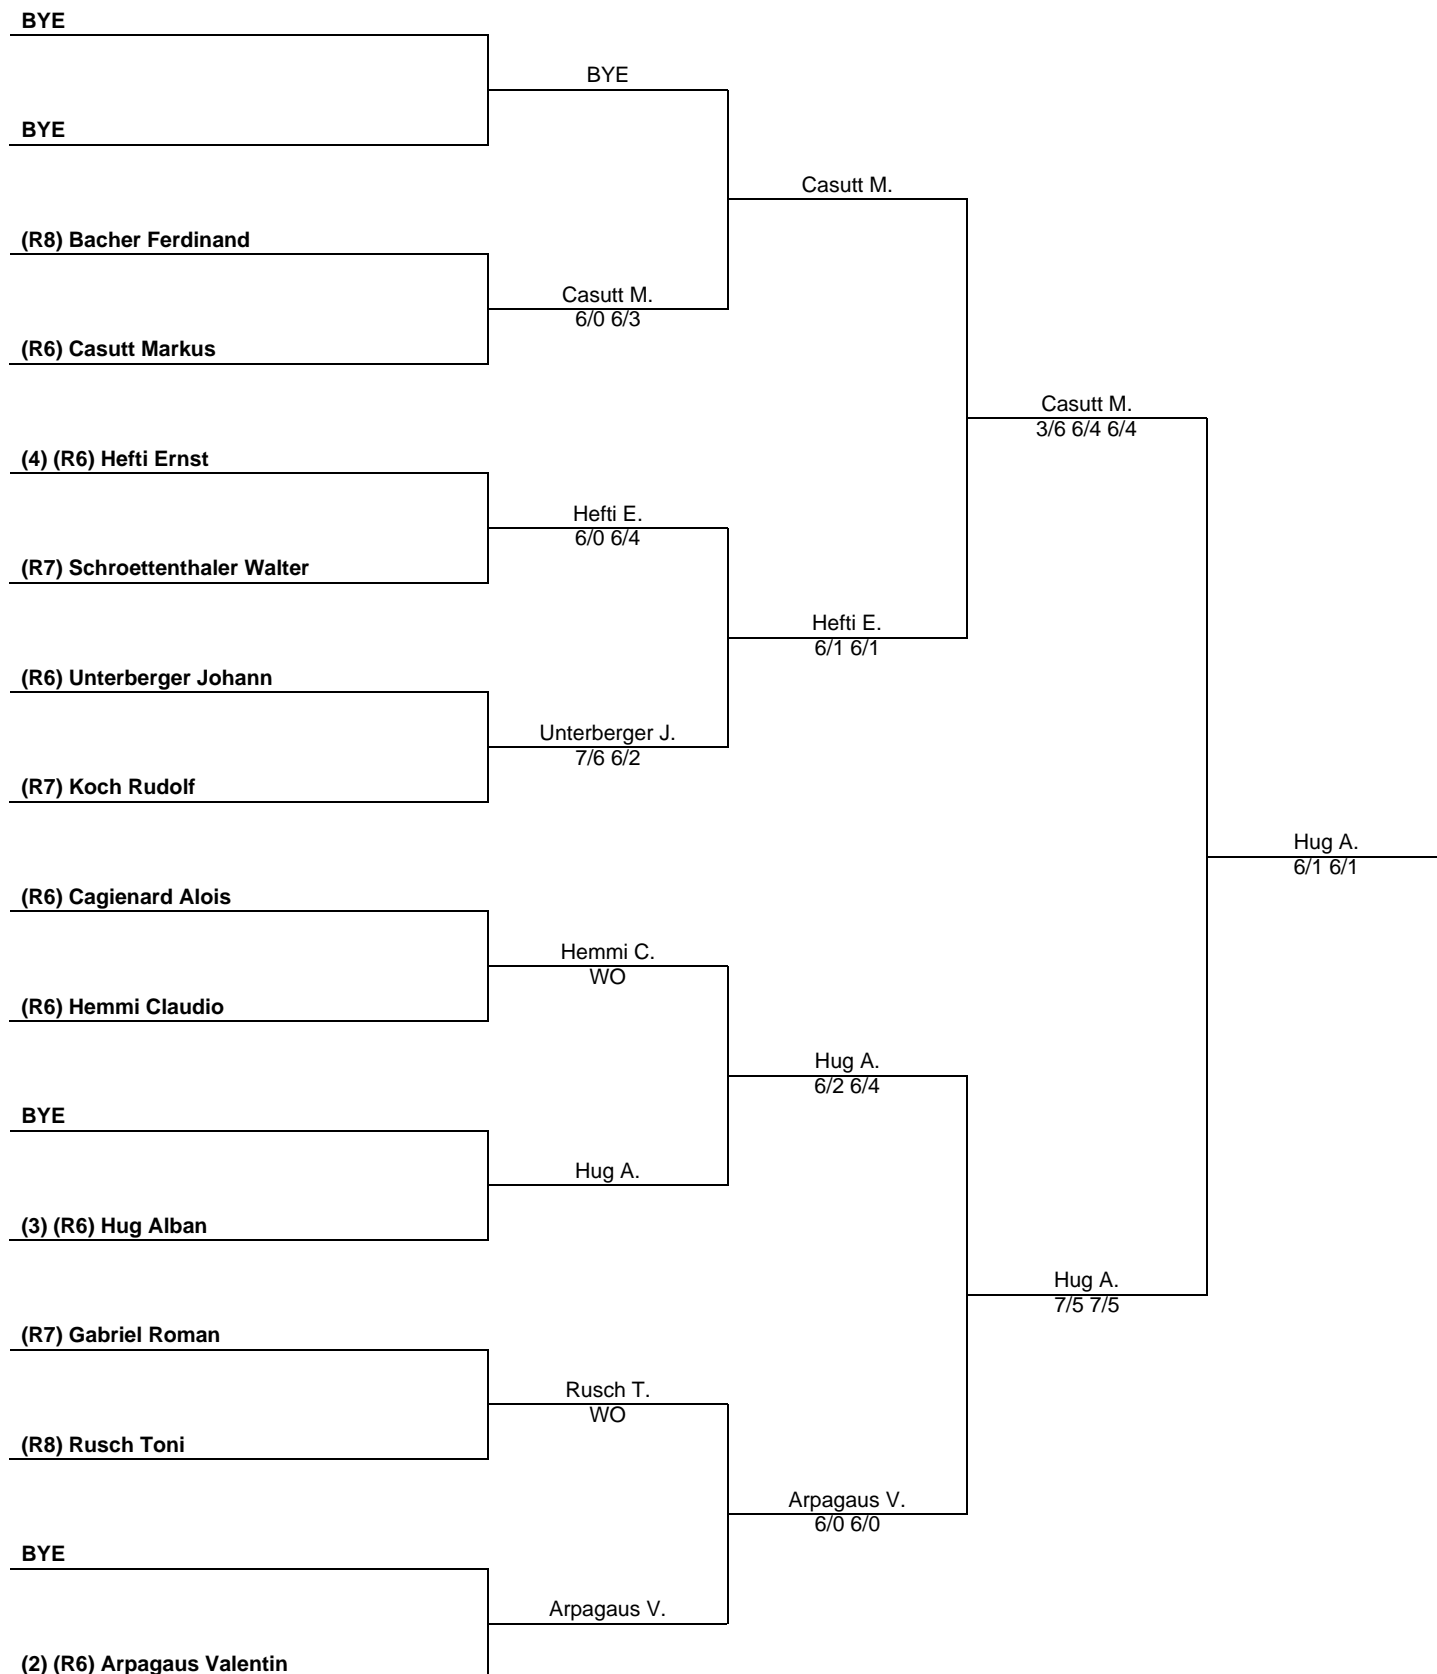 BYE
BYE
BYE
Casutt M.
(R8) Bacher Ferdinand
Casutt M.
6/0 6/3
(R6) Casutt Markus
Casutt M.
3/6 6/4 6/4
(4) (R6) Hefti Ernst
Hefti E.
6/0 6/4
(R7) Schroettenthaler Walter
Hefti E.
6/1 6/1
(R6) Unterberger Johann
Unterberger J.
7/6 6/2
(R7) Koch Rudolf
Hug A.
6/1 6/1
(R6) Cagienard Alois
Hemmi C.
WO
(R6) Hemmi Claudio
Hug A.
6/2 6/4
BYE
Hug A.
(3) (R6) Hug Alban
Hug A.
7/5 7/5
(R7) Gabriel Roman
Rusch T.
WO
(R8) Rusch Toni
Arpagaus V.
6/0 6/0
BYE
Arpagaus V.
(2) (R6) Arpagaus Valentin